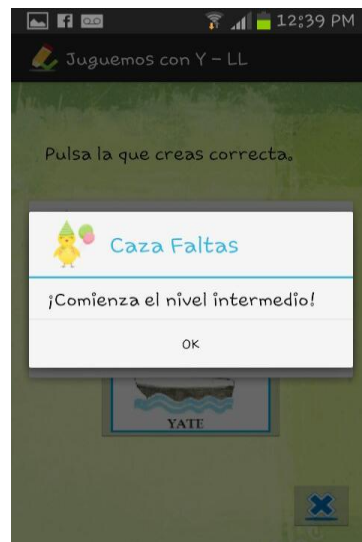 12:39 PM
Juguemos con Y - LL
Pulsa la que creas correcta.
Caza Faltas
¡Comienza el nivel intermedio!
OK
YATE